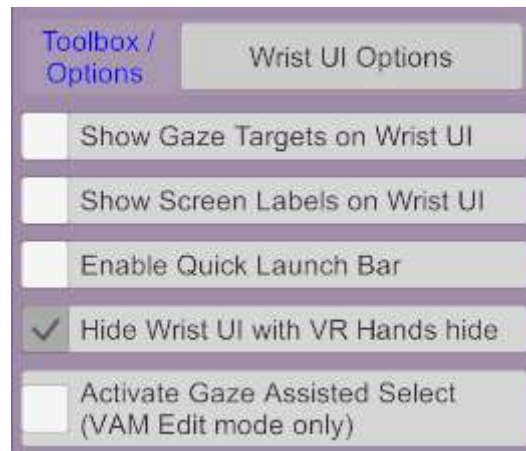 Toolbox /
Options
Wrist UI Options
Show Gaze Targets on Wrist UI
Show Screen Labels on Wrist UI
Enable Quick Launch Bar
Hide Wrist UI with VR Hands hide
Activate Gaze Assisted Select
(VAM Edit mode only)